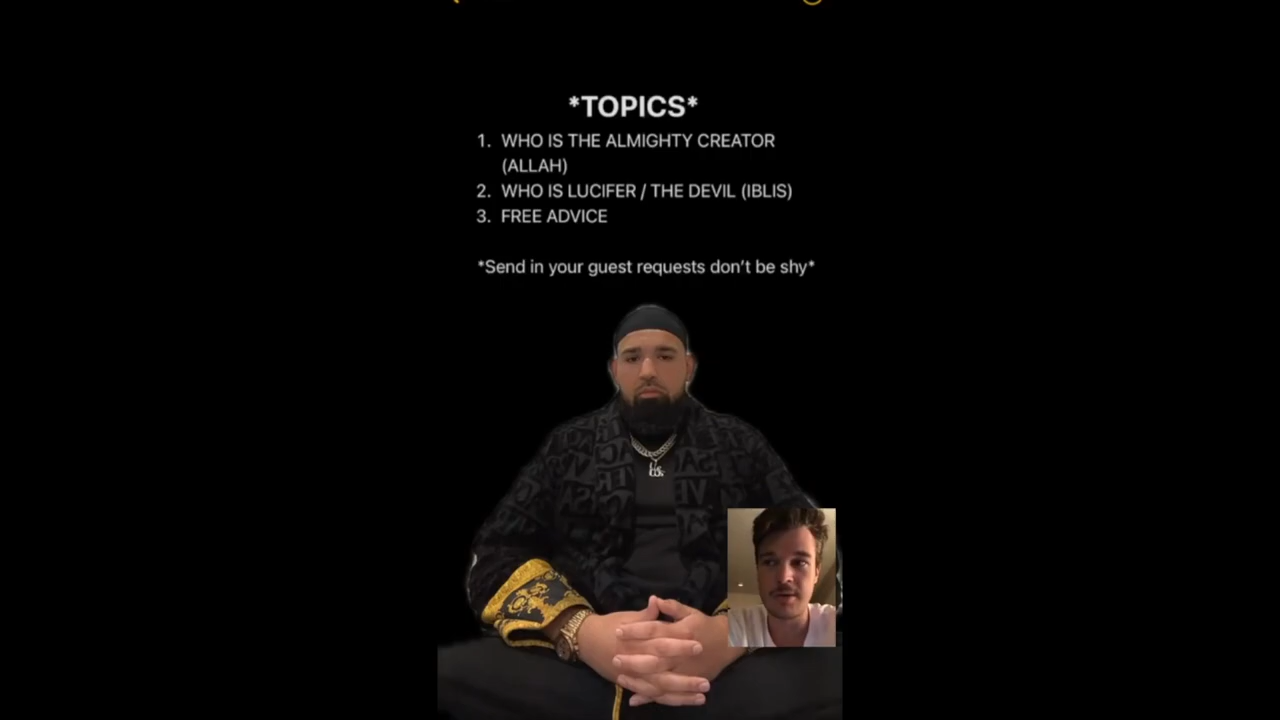 *TOPICS*
1. WHO IS THE ALMIGHTY CREATOR
(ALLAH)
2. WHO IS LUCIFER / THE DEVIL (IBLIS)
3. FREE ADVICE
*Send in your guest requests don't be shy*